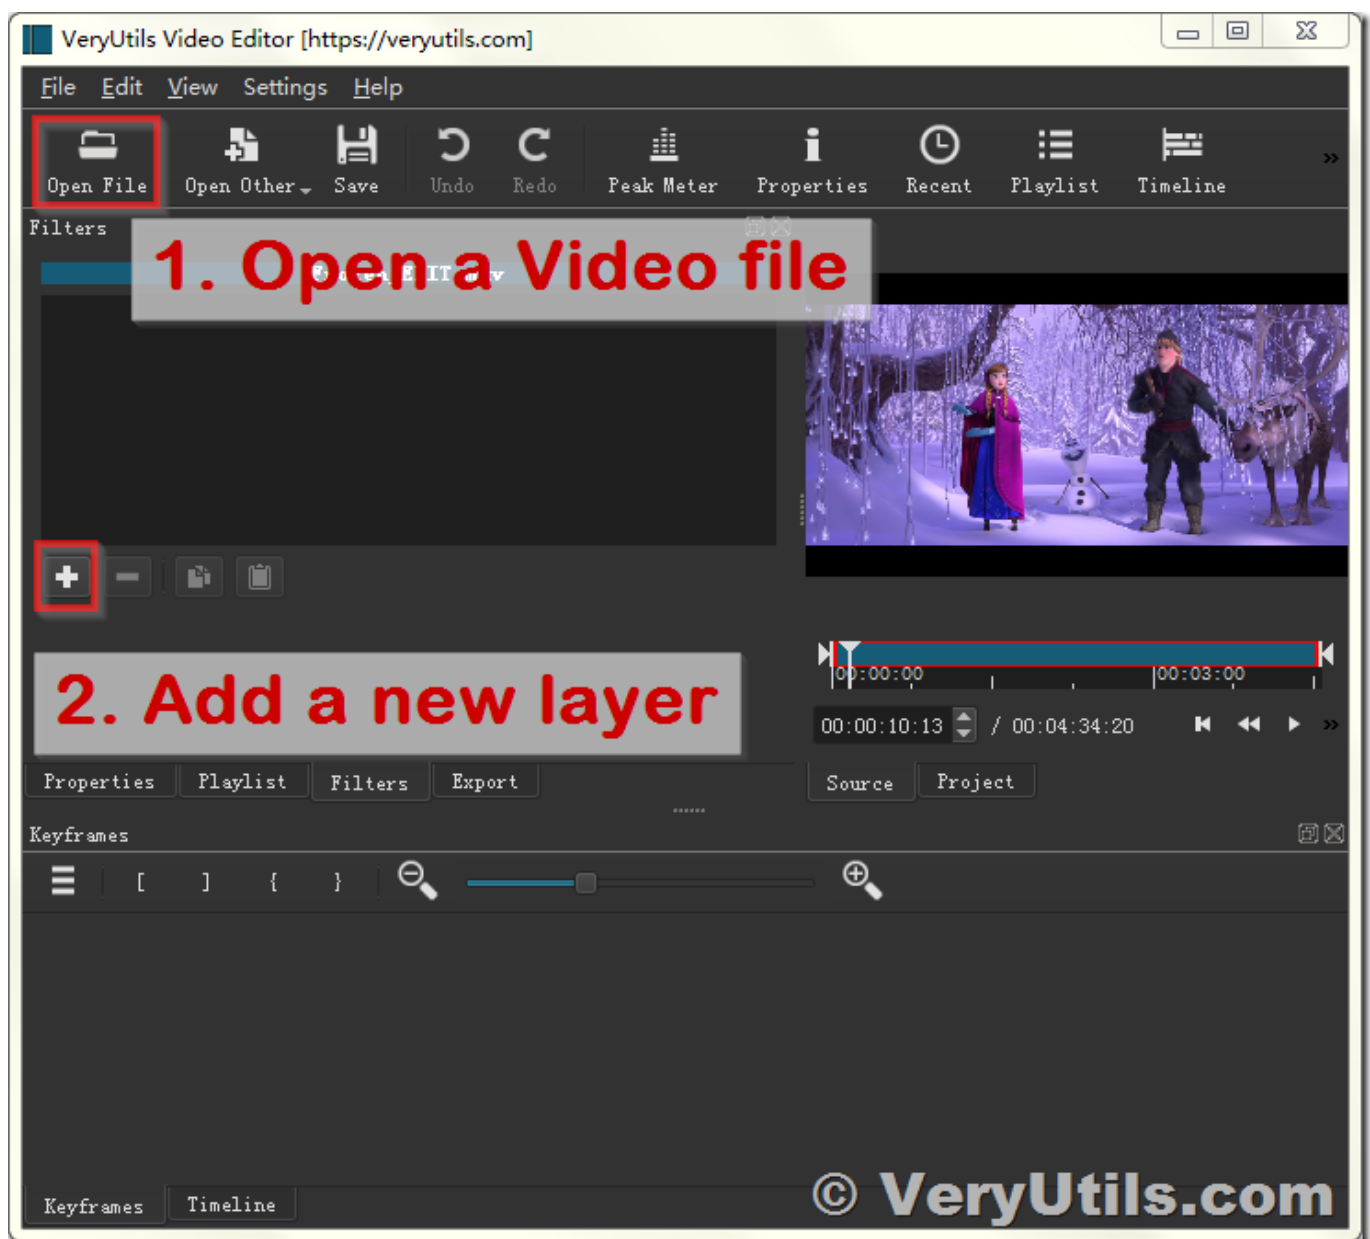 VeryUtils Video Editor [https://veryutils.com]
File Edit View Settings Help
Open File Open Other Save Undo Redo Peak Meter Properties Recent Playlist Timeline
Filters
1. Open a Video file
2. Add a new layer
00:00:00 00:03:00
00:00:10:13 / 00:04:34:20
Properties Playlist Filters Export
Source Project
Keyframes
[ ] { }
Keyframes Timeline
© VeryUtils.com